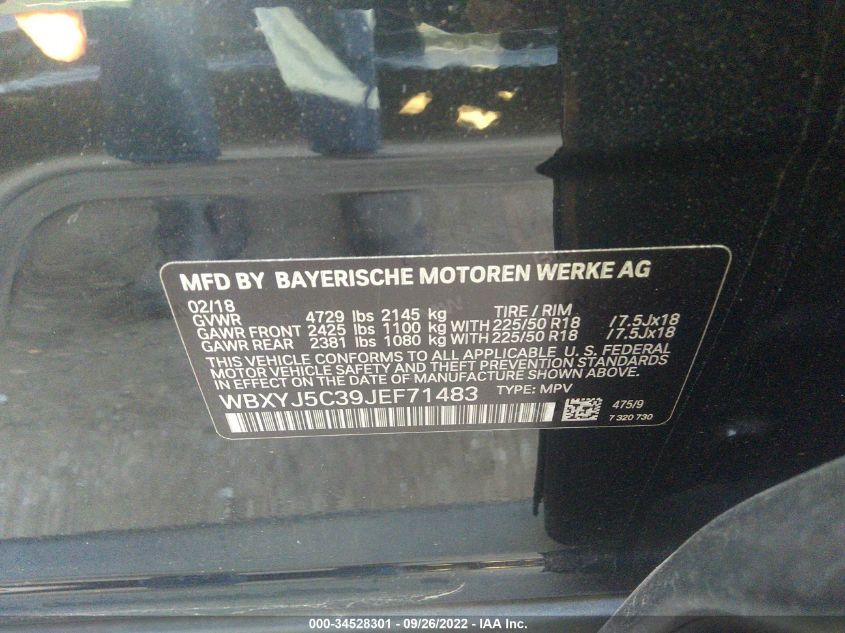 MFD BY BAYERISCHE MOTOREN WERKE AG
02/18
GVWR 4729 lbs 2145 kg TIRE / RIM
GAWR FRONT 2425 lbs 1100 kg WITH 225/50 R18 /7.5Jx18
GAWR REAR 2381 lbs 1080 kg WITH 225/50 R18 /7.5Jx18
THIS VEHICLE CONFORMS TO ALL APPLICABLE U. S. FEDERAL
MOTOR VEHICLE SAFETY AND THEFT PREVENTION STANDARDS
IN EFFECT ON THE DATE OF MANUFACTURE SHOWN ABOVE.
WBXYJ5C39JEF71483 TYPE: MPV
475/9
7 320 730
000-34528301 - 09/26/2022 - IAA Inc.